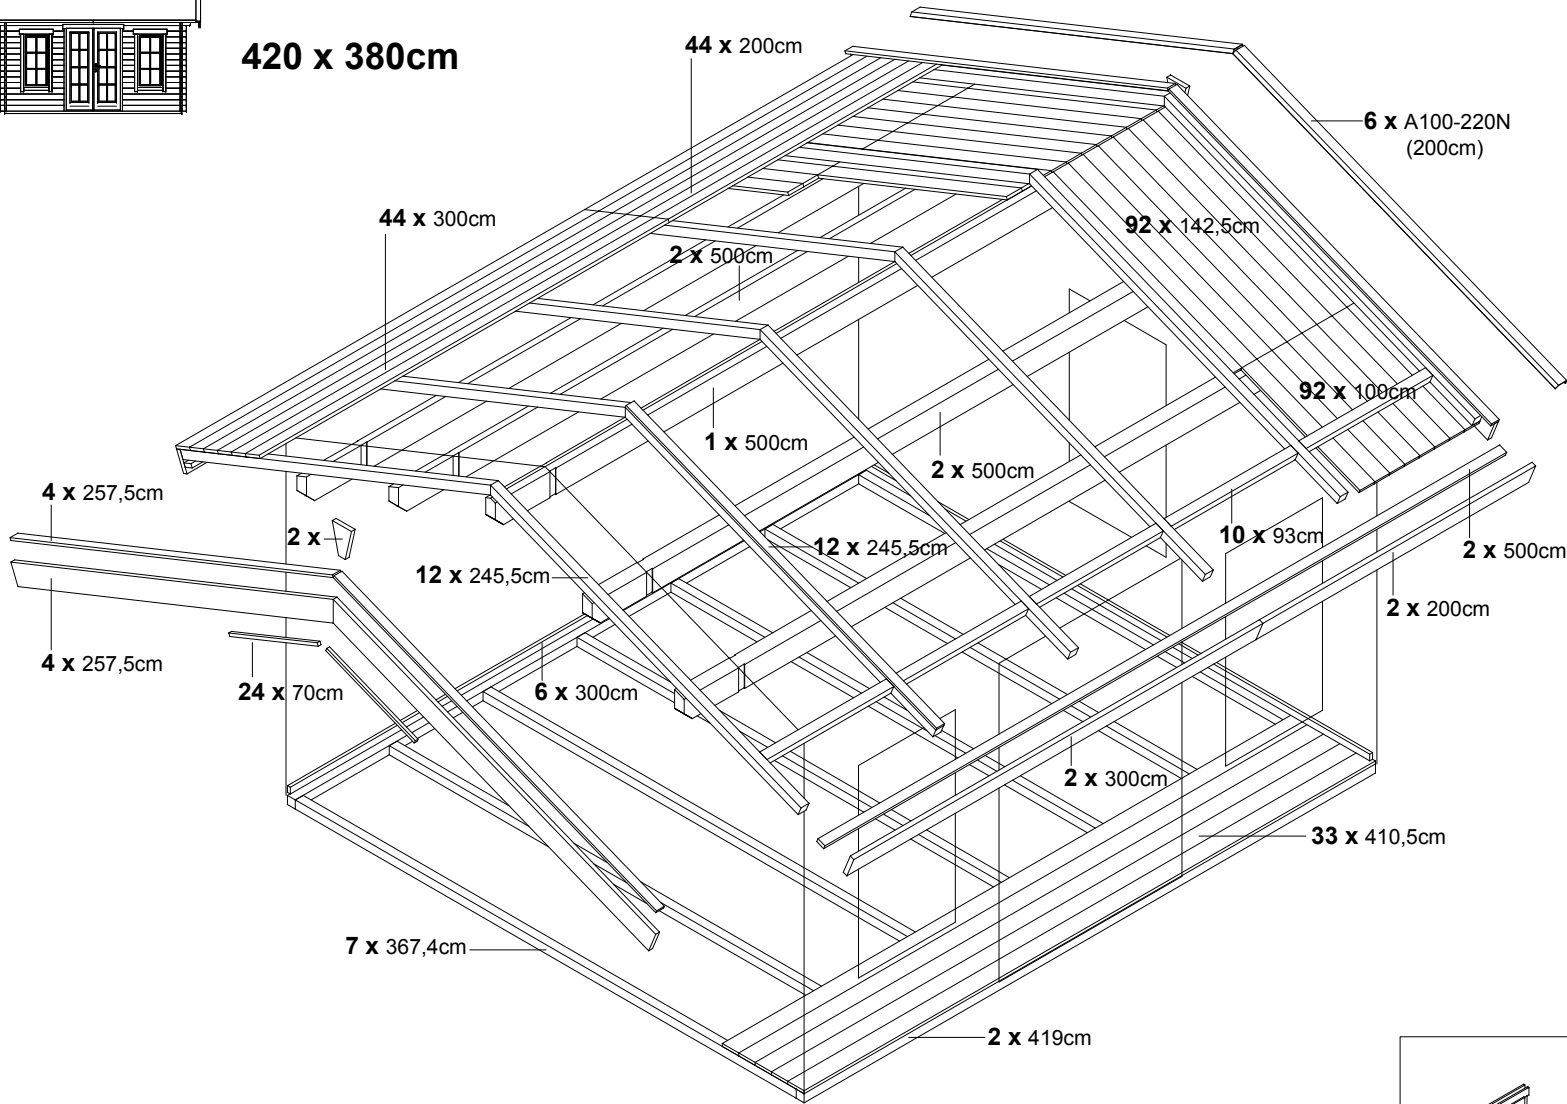 420 x 380cm
44 x 200cm
6 x A100-220N
(200cm)
44 x 300cm
92 x 142,5cm
2 x 500cm
92 x 100cm
1 x 500cm
2 x 500cm
4 x 257,5cm
2 x
12 x 245,5cm
10 x 93cm
2 x 500cm
12 x 245,5cm
2 x 200cm
4 x 257,5cm
24 x 70cm
6 x 300cm
2 x 300cm
33 x 410,5cm
7 x 367,4cm
2 x 419cm